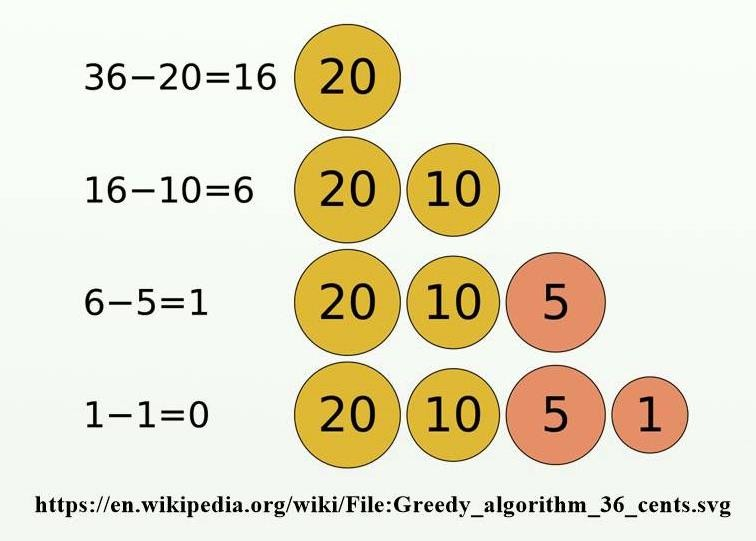 36−20=16 20
16−10=6 20 10
6−5=1 20 10 5
1−1=0 20 10 5 1
https://en.wikipedia.org/wiki/File:Greedy_algorithm_36_cents.svg